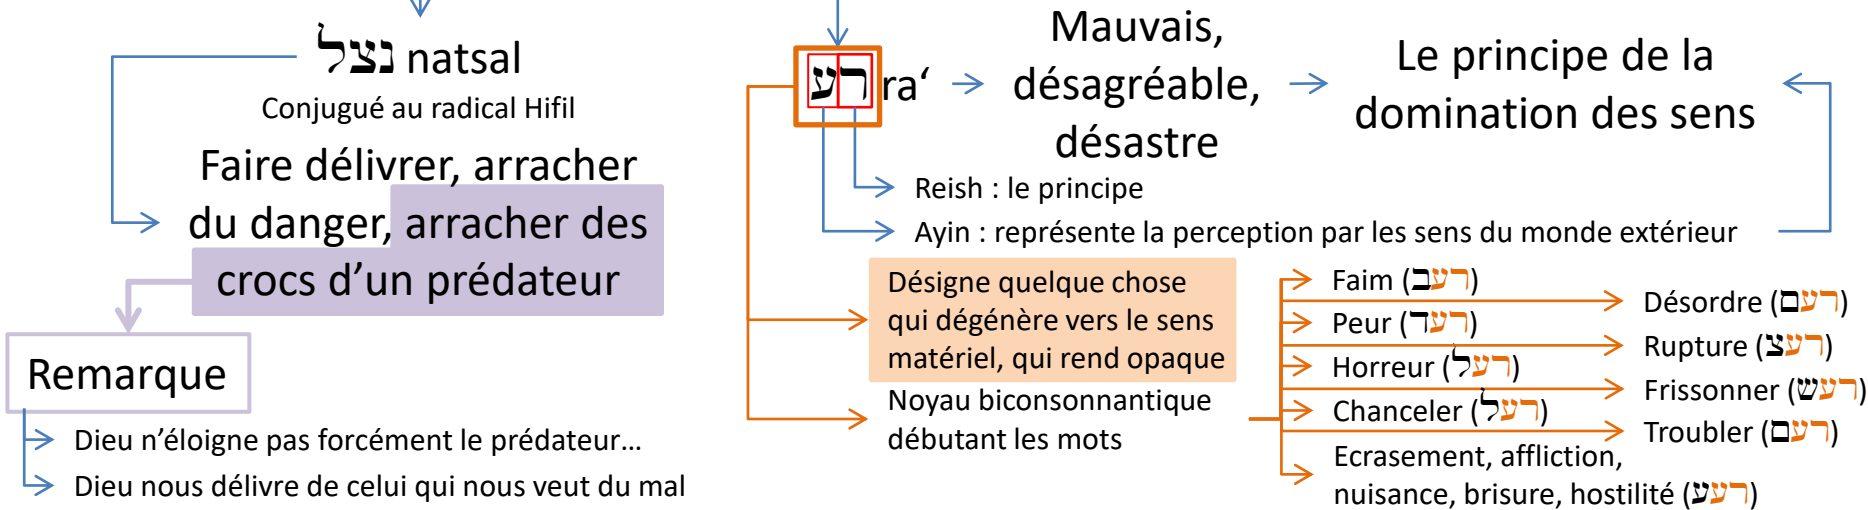 נצל natsal
Conjugué au radical Hifil
Faire délivrer, arracher
du danger, arracher des
crocs d’un prédateur
Remarque
Dieu n’éloigne pas forcément le prédateur…
Dieu nous délivre de celui qui nous veut du mal
רע ra‘
Mauvais,
désagréable,
désastre
Le principe de la
domination des sens
Reish : le principe
Ayin : représente la perception par les sens du monde extérieur
Désigne quelque chose
qui dégénère vers le sens
matériel, qui rend opaque
Noyau biconsonnantique
débutant les mots
Faim (רעב)
Désordre (רעם)
Peur (רעד)
Rupture (רעצ)
Horreur (רעל)
Frissonner (רעש)
Chanceler (רעל)
Troubler (רעם)
Ecrasement, affliction,
nuisance, brisure, hostilité (רעע)